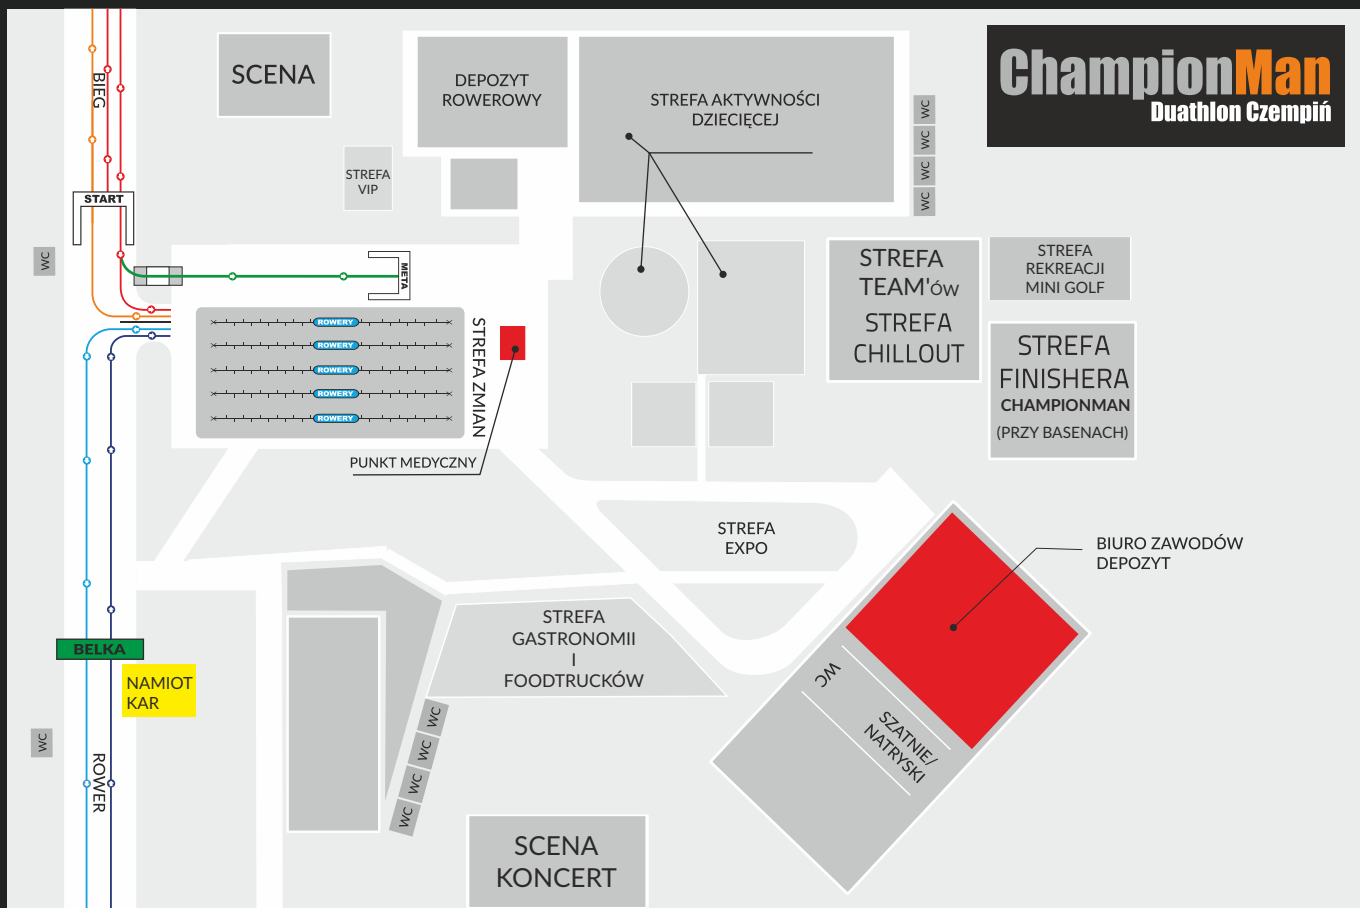 ChampionMan
Duathlon Czempiń
BIEG
SCENA
DEPOZYT
ROWEROWY
STREFA AKTYWNOŚCI
DZIECIĘCEJ
WC
WC
WC
WC
STREFA
VIP
START
WC
META
STREFA
TEAM'ÓW
STREFA
CHILLOUT
STREFA
REKREACJI
MINI GOLF
STREFA
FINISHERA
CHAMPIONMAN
(PRZY BASENACH)
ROWERY
ROWERY
ROWERY
ROWERY
ROWERY
STREFA ZMIAN
PUNKT MEDYCZNY
STREFA
EXPO
BIURO ZAWODÓW
DEPOZYT
STREFA
GASTRONOMII
I
FOODTRUCKÓW
BELKA
NAMIOT
KAR
WC
ROWER
WC
SZATNIE/
NATRYSKI
WC
WC
WC
WC
SCENA
KONCERT